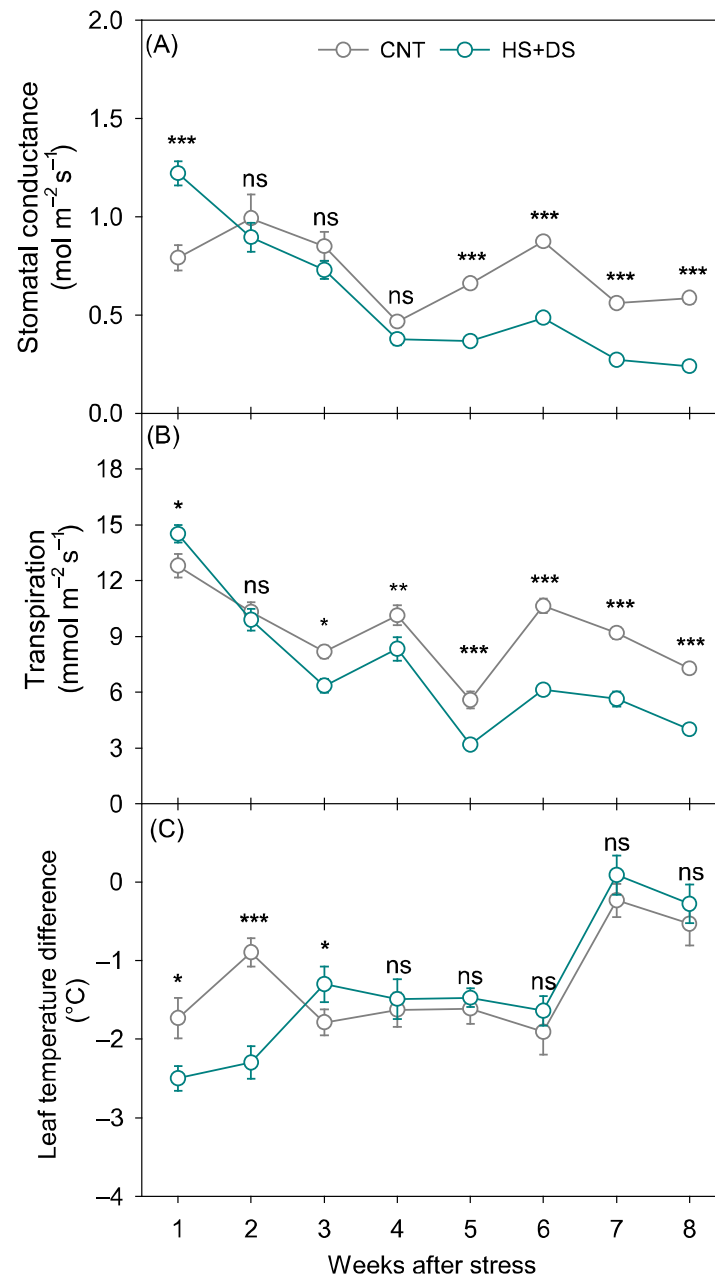 (A)
CNT HS+DS
2.0
1.5
1.0
0.5
0.0
Stomatal conductance
(mol m⁻² s⁻¹)
*** ns ns ns *** *** *** ***
(B)
18
15
12
9
6
3
0
Transpiration
(mmol m⁻² s⁻¹)
* ns * ** *** *** *** ***
(C)
0
–1
–2
–3
–4
Leaf temperature difference
(°C)
* *** * ns ns ns ns ns
1 2 3 4 5 6 7 8
Weeks after stress